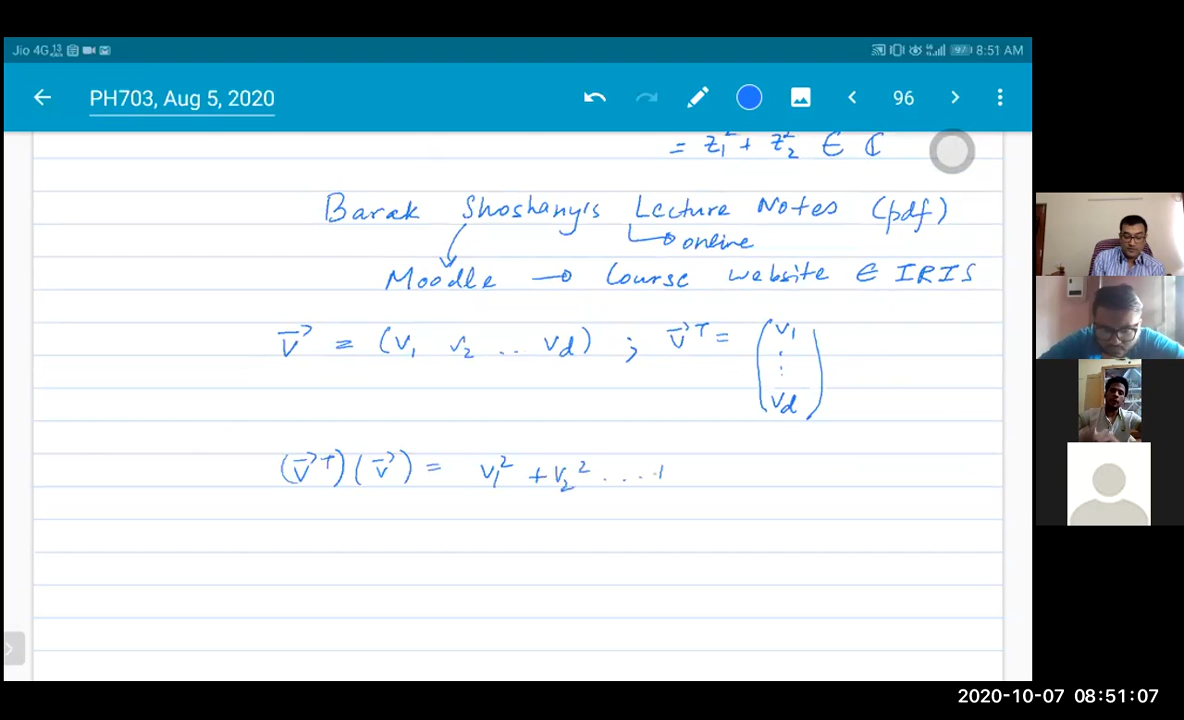 Jio 4G 8:51 AM
PH703, Aug 5, 2020 96
= z₁² + z₂² ∈ ℂ
Barak Shoshany's Lecture Notes (pdf)
online
Moodle → Course website ∈ IRIS
v⃗ = (v₁ v₂ .. v_d) ; v⃗ᵀ = (v₁ ⋮ v_d)
(v⃗ᵀ)(v⃗) = v₁² + v₂² ....
2020-10-07 08:51:07